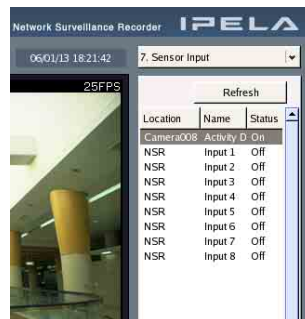 Network Surveillance Recorder IPELA
06/01/13 18:21:42
7. Sensor Input
25FPS
Refresh
Location Name Status
Camera008 Activity D On
NSR Input 1 Off
NSR Input 2 Off
NSR Input 3 Off
NSR Input 4 Off
NSR Input 5 Off
NSR Input 6 Off
NSR Input 7 Off
NSR Input 8 Off